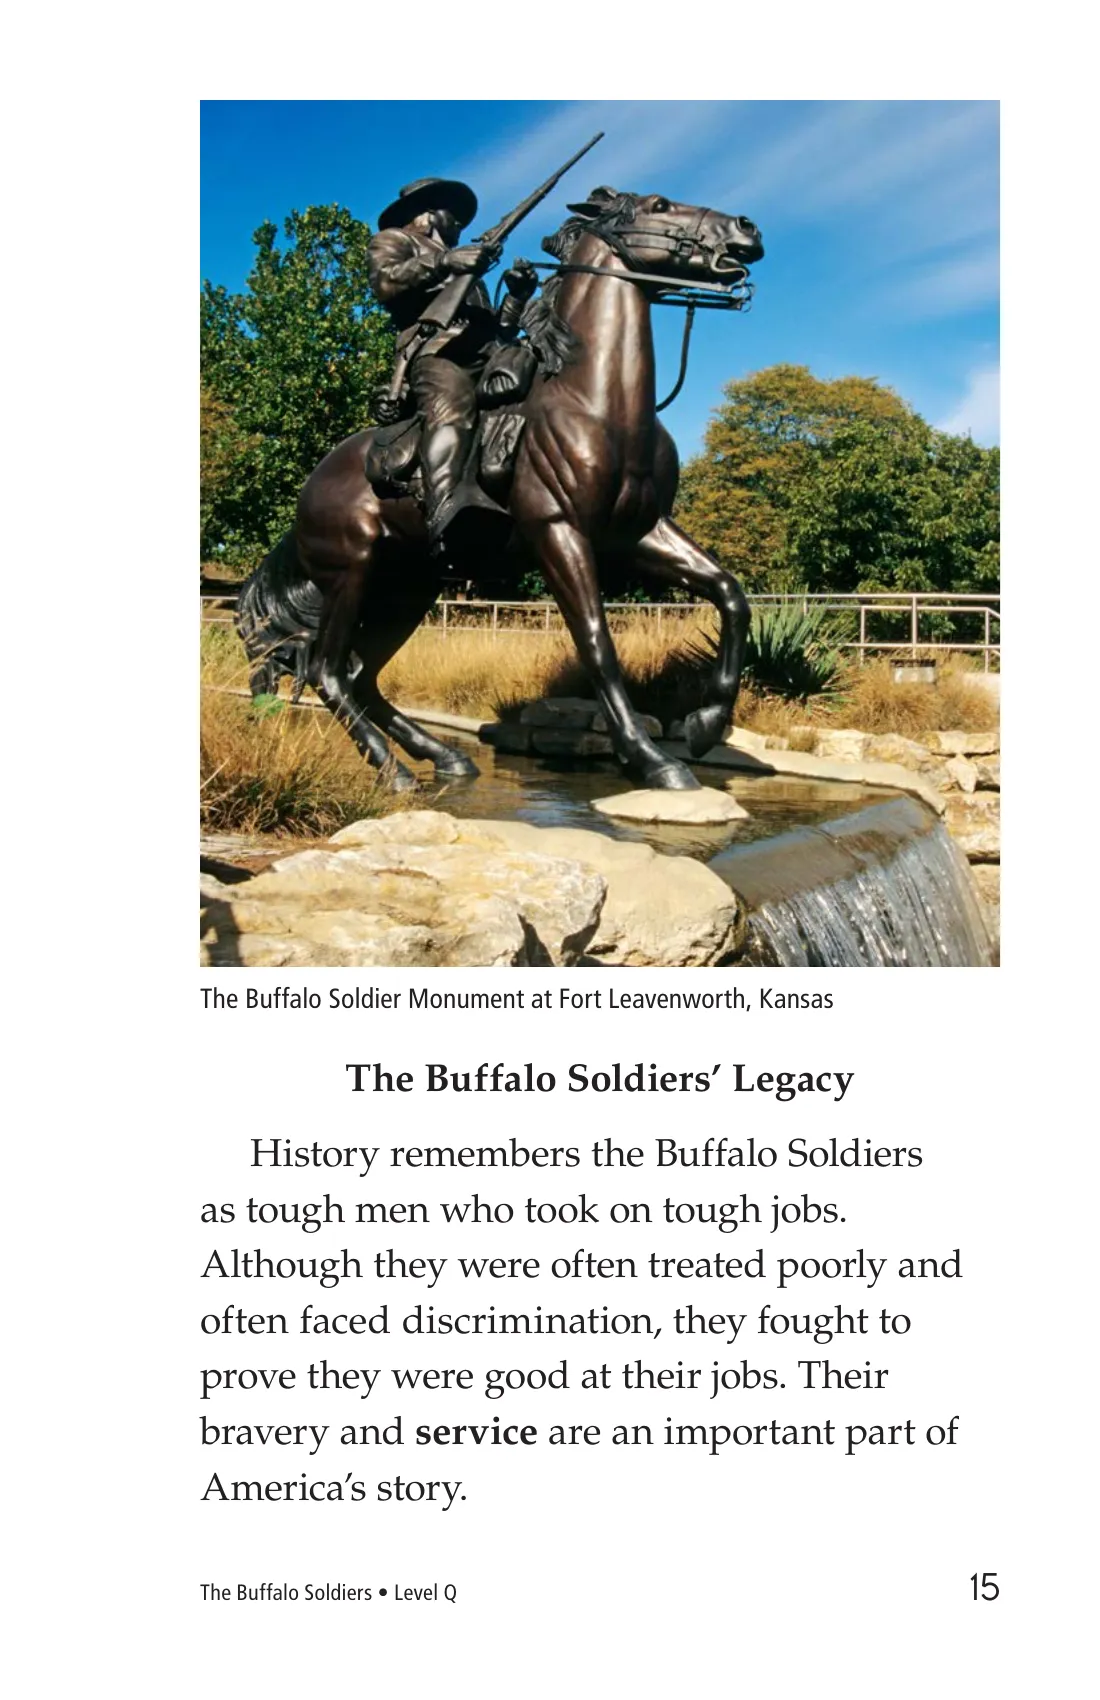 The Buffalo Soldier Monument at Fort Leavenworth, Kansas
The Buffalo Soldiers’ Legacy
History remembers the Buffalo Soldiers
as tough men who took on tough jobs.
Although they were often treated poorly and
often faced discrimination, they fought to
prove they were good at their jobs. Their
bravery and service are an important part of
America’s story.
The Buffalo Soldiers • Level Q
15